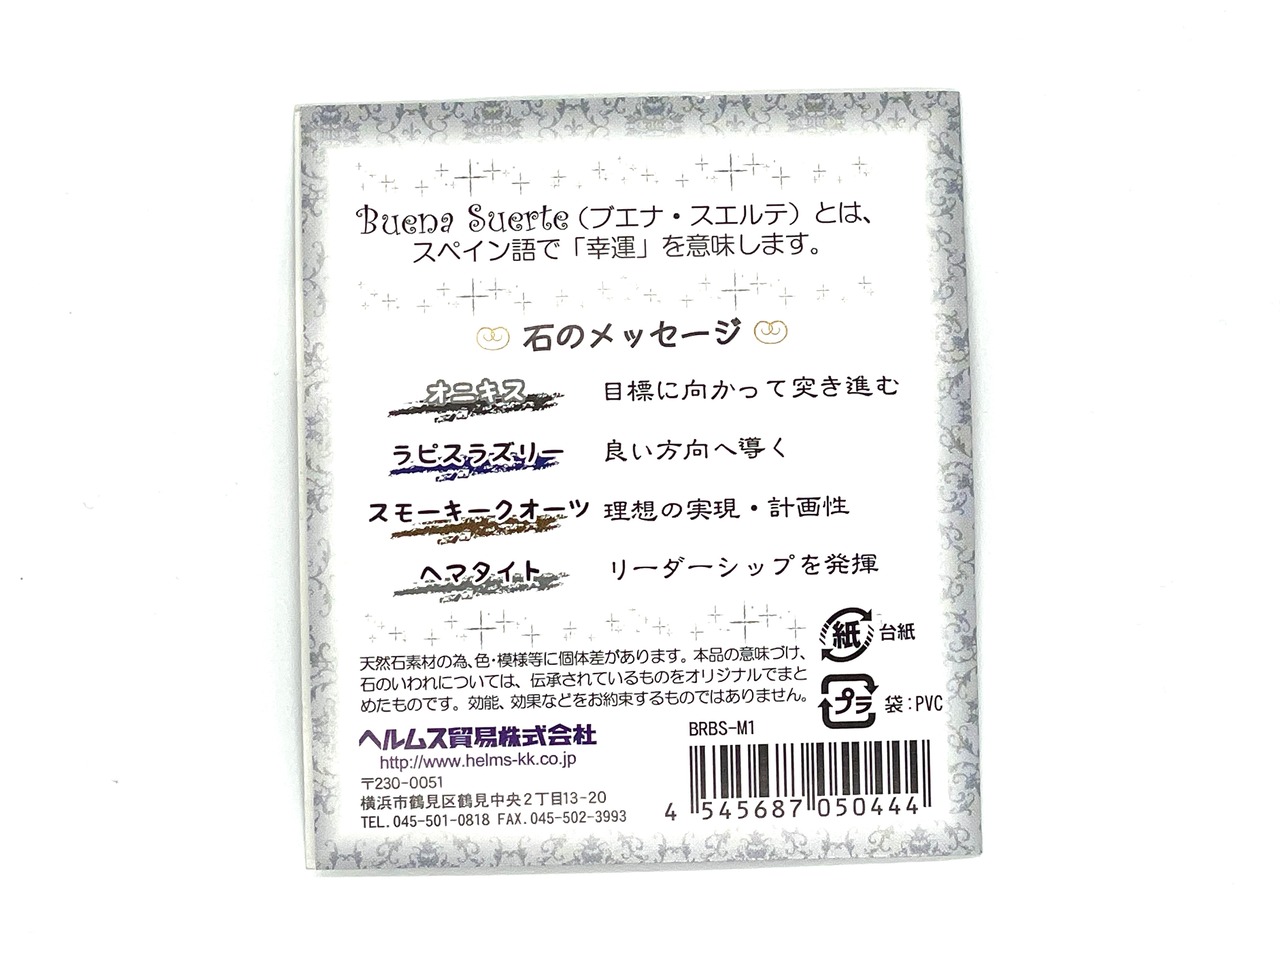 Buena Suerte（ブエナ・スエルテ）とは、
スペイン語で「幸運」を意味します。
石のメッセージ
オニキス 目標に向かって突き進む
ラピスラズリー 良い方向へ導く
スモーキークオーツ 理想の実現・計画性
ヘマタイト リーダーシップを発揮
天然石素材の為、色・模様等に個体差があります。本品の意味づけ、
石のいわれについては、伝承されているものをオリジナルでまと
めたものです。効能、効果などをお約束するものではありません。
紙 台紙
プラ 袋：PVC
ヘルムス貿易株式会社
http://www.helms-kk.co.jp
〒230-0051
横浜市鶴見区鶴見中央2丁目13-20
TEL.045-501-0818 FAX.045-502-3993
BRBS-M1
4 545687 050444